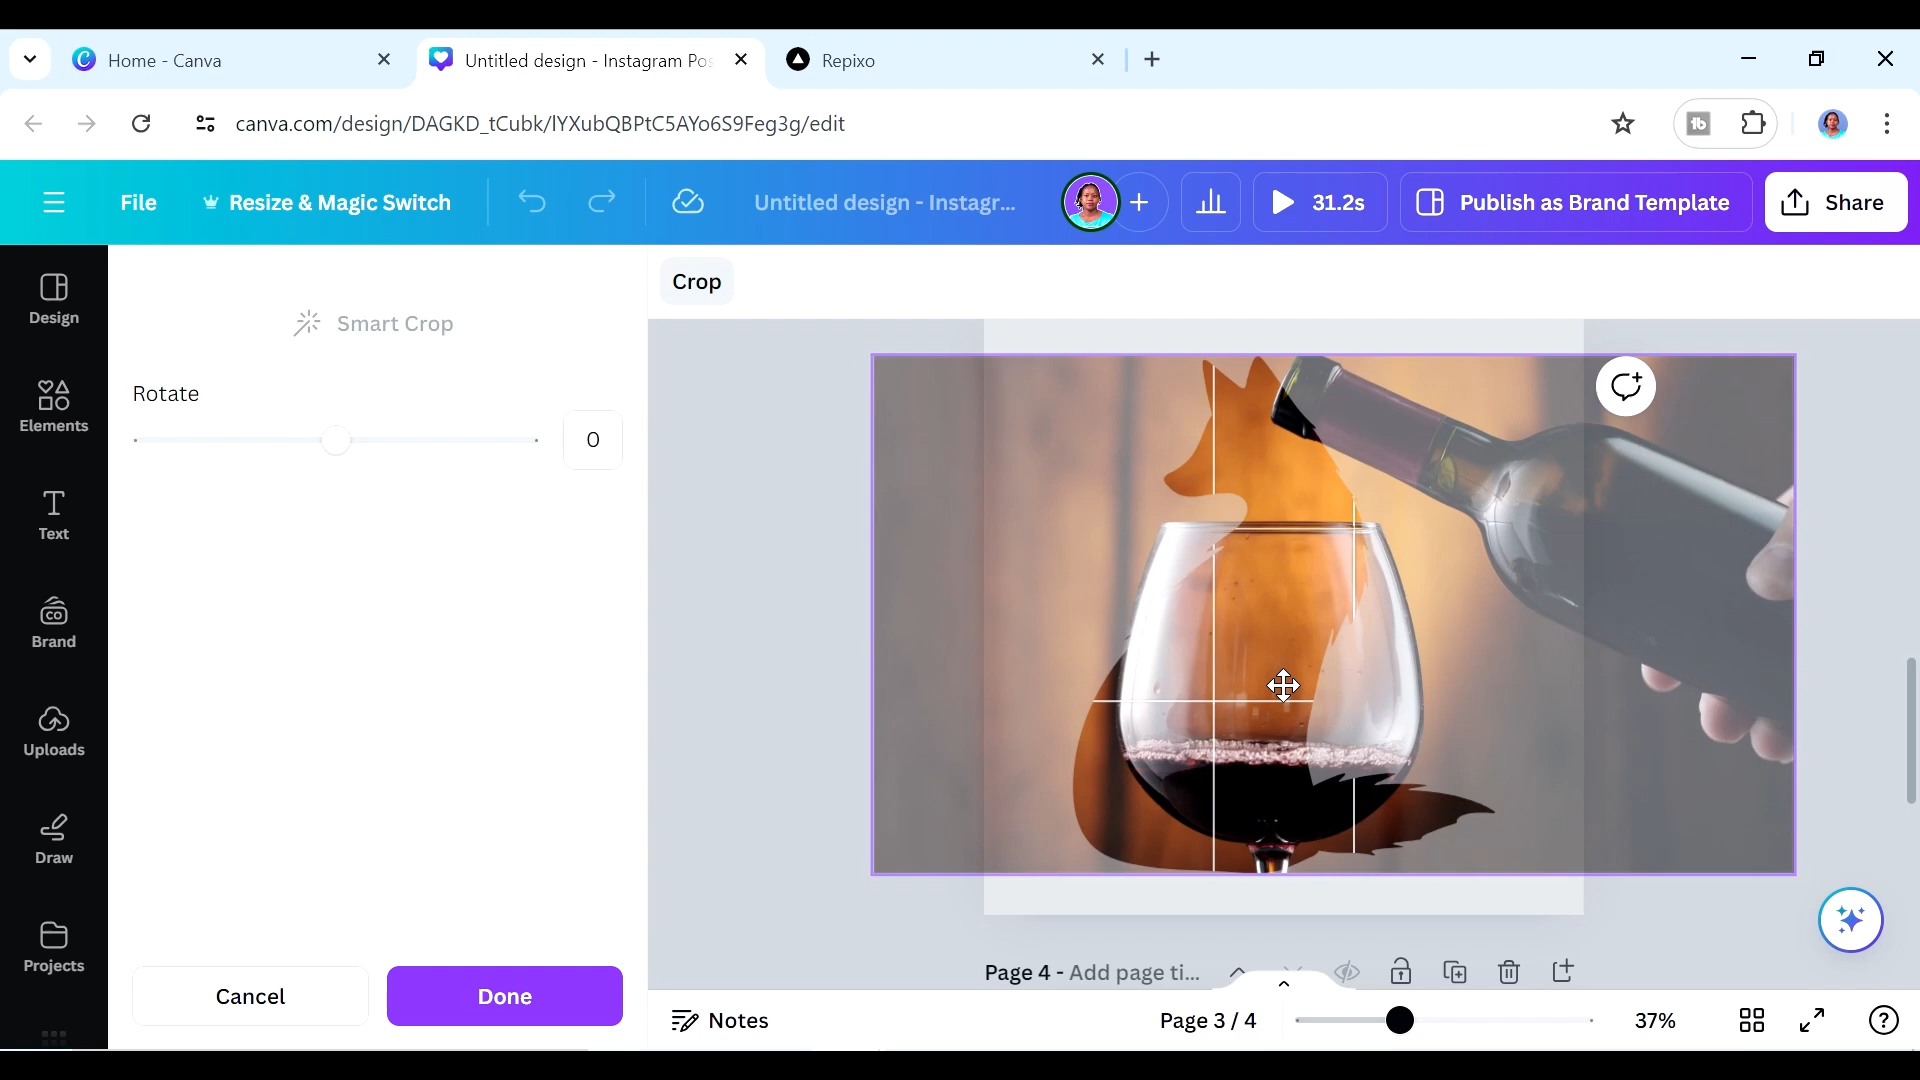 Home - Canva
Untitled design - Instagram Pos
Repixo
canva.com/design/DAGKD_tCubk/lYXubQBPtC5AYo6S9Feg3g/edit
File
Resize & Magic Switch
Untitled design - Instagr...
31.2s
Publish as Brand Template
Share
Crop
Design
Elements
Text
Brand
Uploads
Draw
Projects
Smart Crop
Rotate
0
Cancel
Done
Page 4 - Add page ti...
Notes
Page 3 / 4
37%